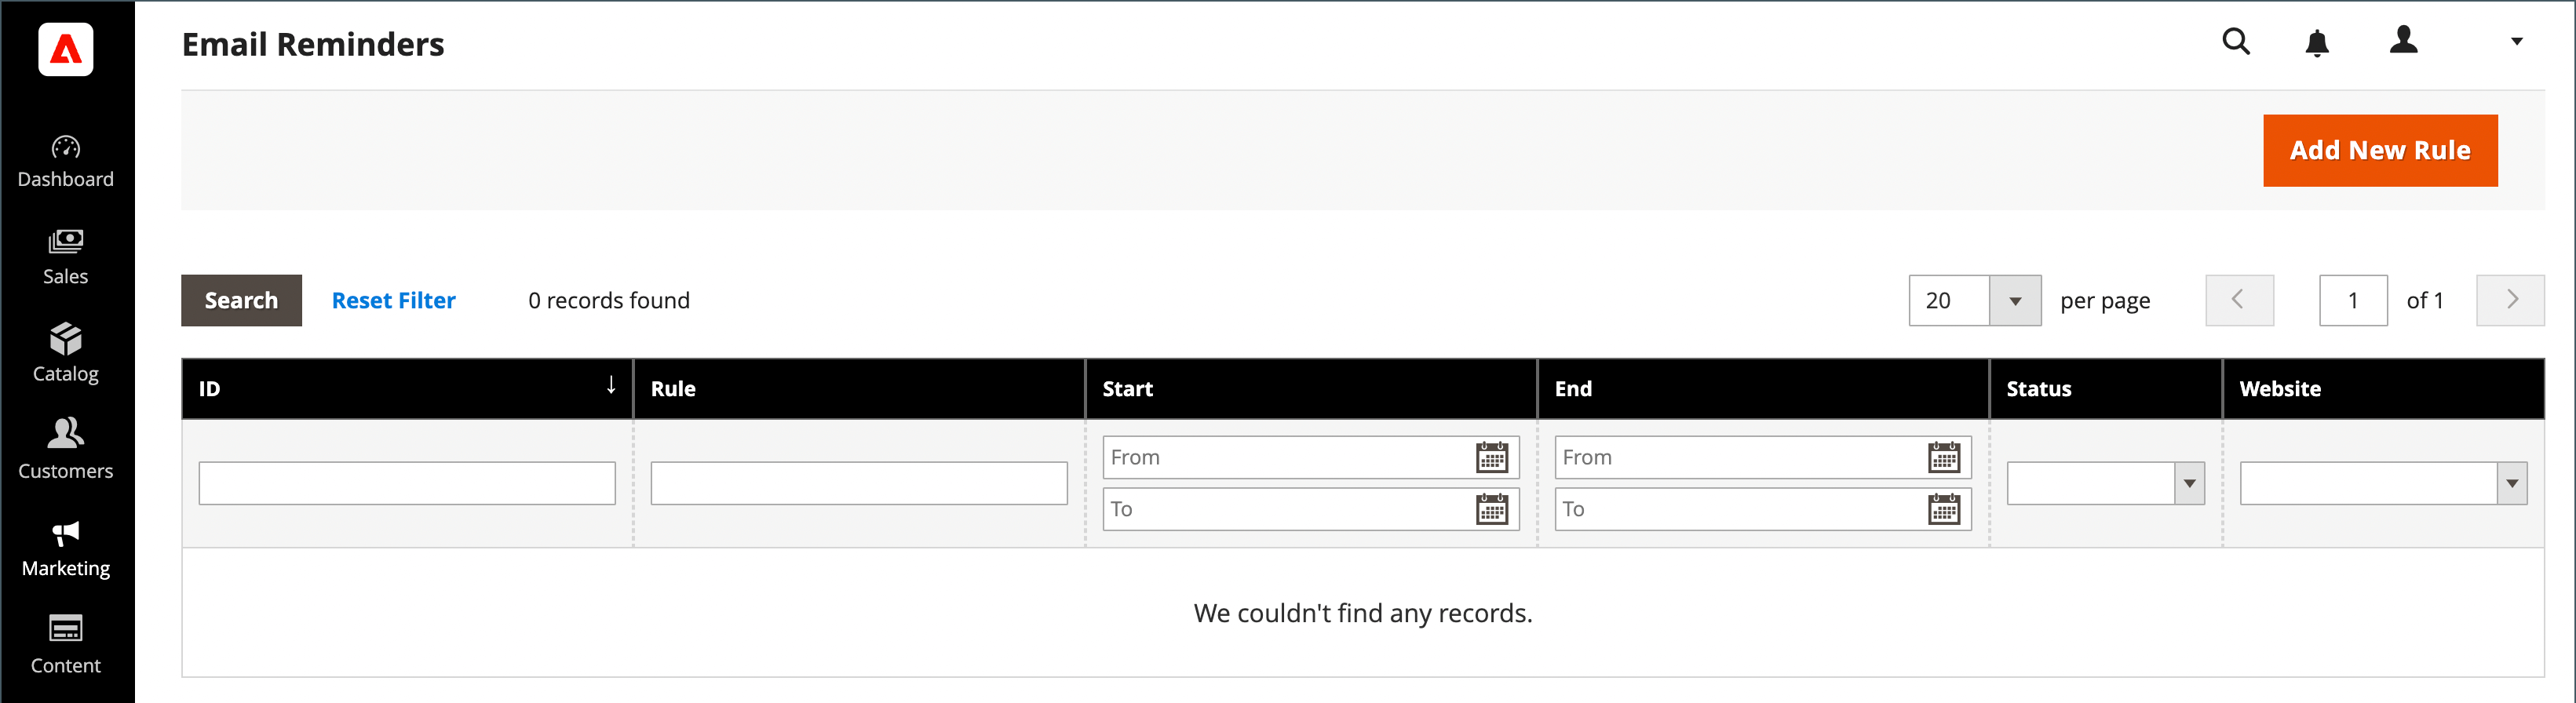 Email Reminders
Dashboard
Sales
Catalog
Customers
Marketing
Content
Add New Rule
Search Reset Filter 0 records found 20 per page 1 of 1
ID Rule Start End Status Website
From From
To To
We couldn't find any records.